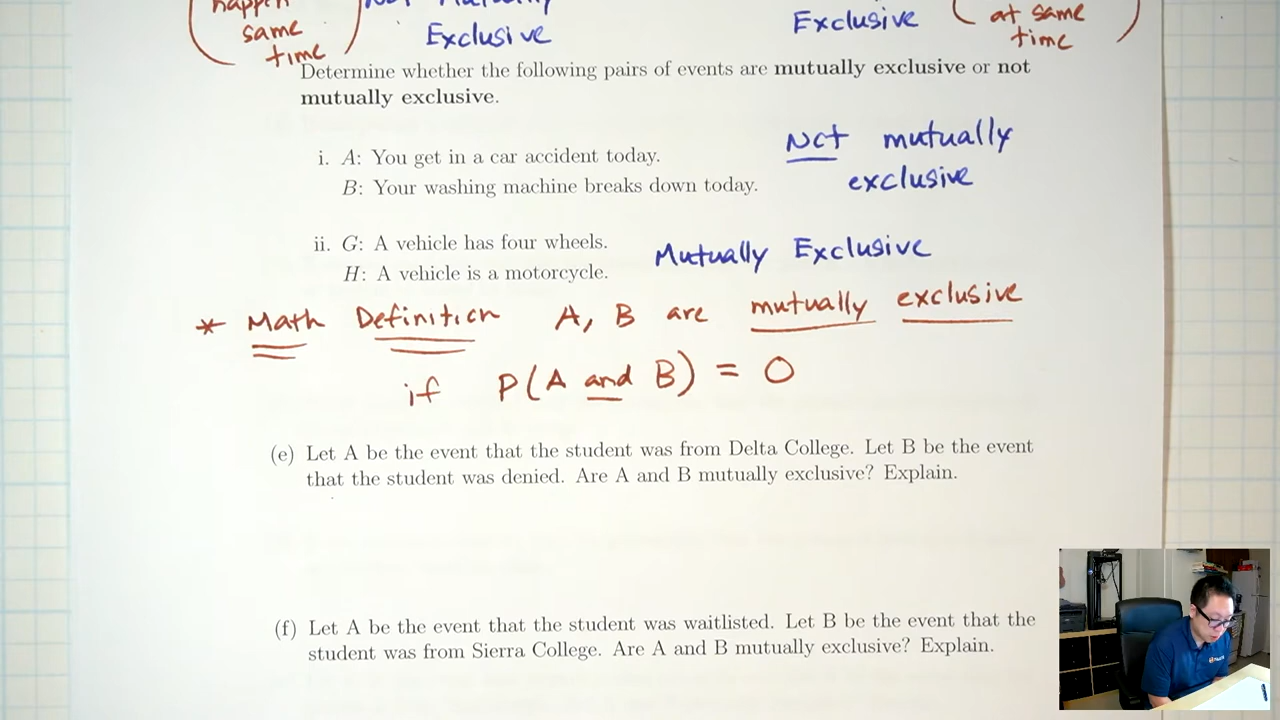 happen Not Mutually
same Exclusive Exclusive at same
time time
Determine whether the following pairs of events are mutually exclusive or not
mutually exclusive.
i. A: You get in a car accident today. Not mutually
B: Your washing machine breaks down today. exclusive
ii. G: A vehicle has four wheels. Mutually Exclusive
H: A vehicle is a motorcycle.
* Math Definition A, B are mutually exclusive
if P(A and B) = 0
(e) Let A be the event that the student was from Delta College. Let B be the event
that the student was denied. Are A and B mutually exclusive? Explain.
(f) Let A be the event that the student was waitlisted. Let B be the event that the
student was from Sierra College. Are A and B mutually exclusive? Explain.